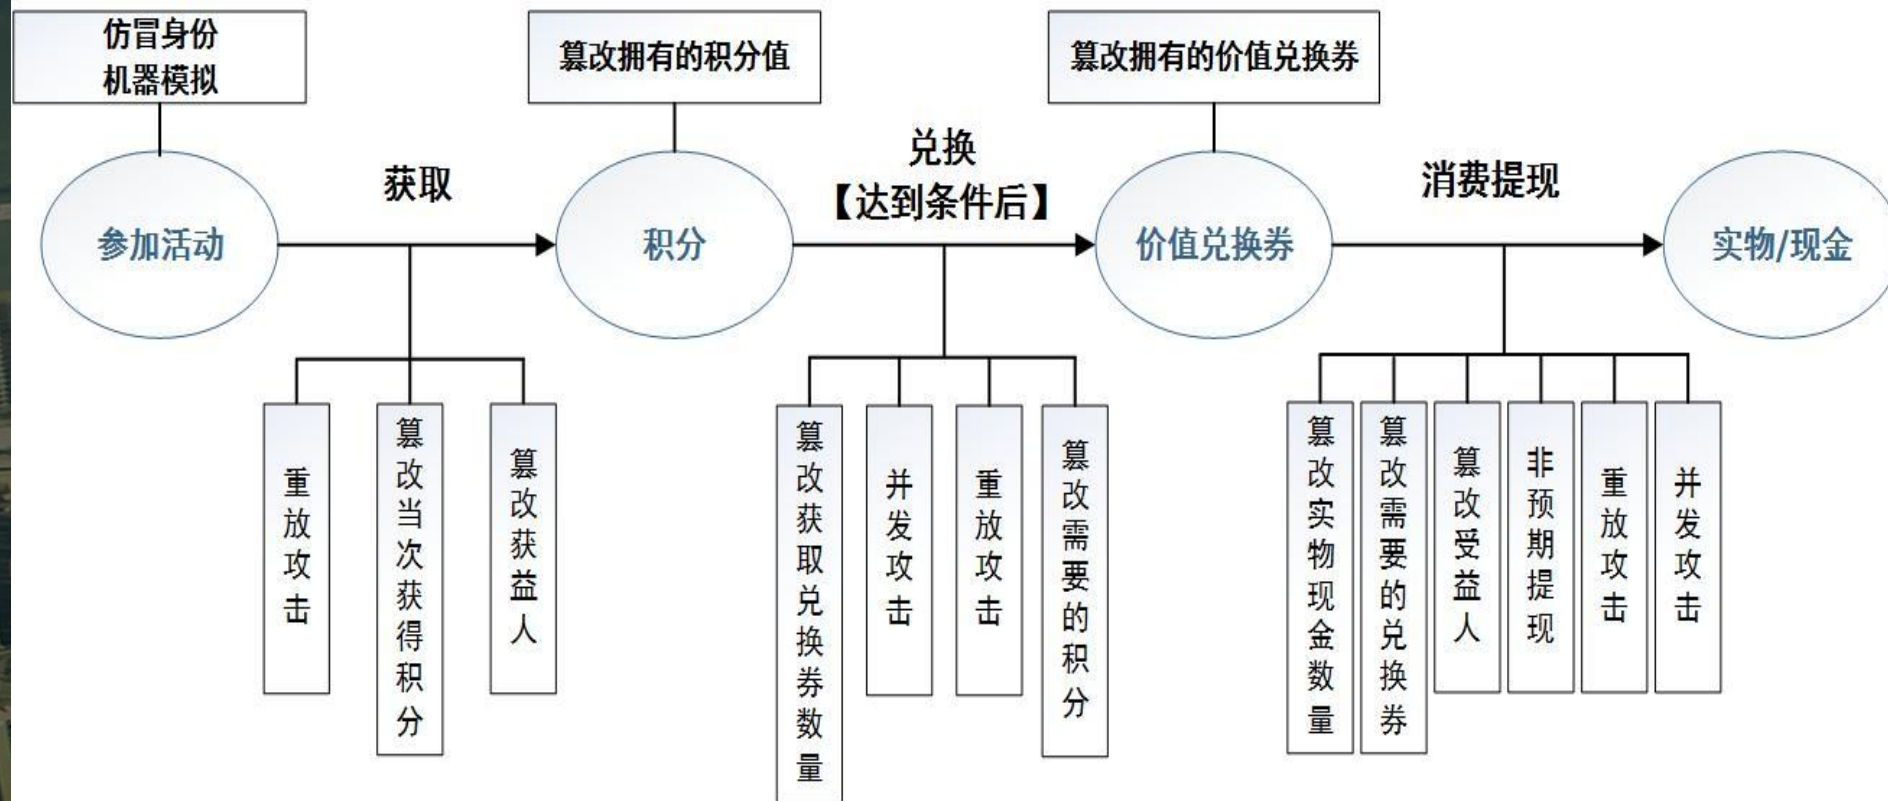 仿冒身份
机器模拟
篡改拥有的积分值
篡改拥有的价值兑换券
获取
兑换
【达到条件后】
消费提现
参加活动
积分
价值兑换券
实物/现金
重放攻击
篡改当次获得积分
篡改获益人
篡改获取兑换券数量
并发攻击
重放攻击
篡改需要的积分
篡改实物现金数量
篡改需要的兑换券
篡改受益人
非预期提现
重放攻击
并发攻击